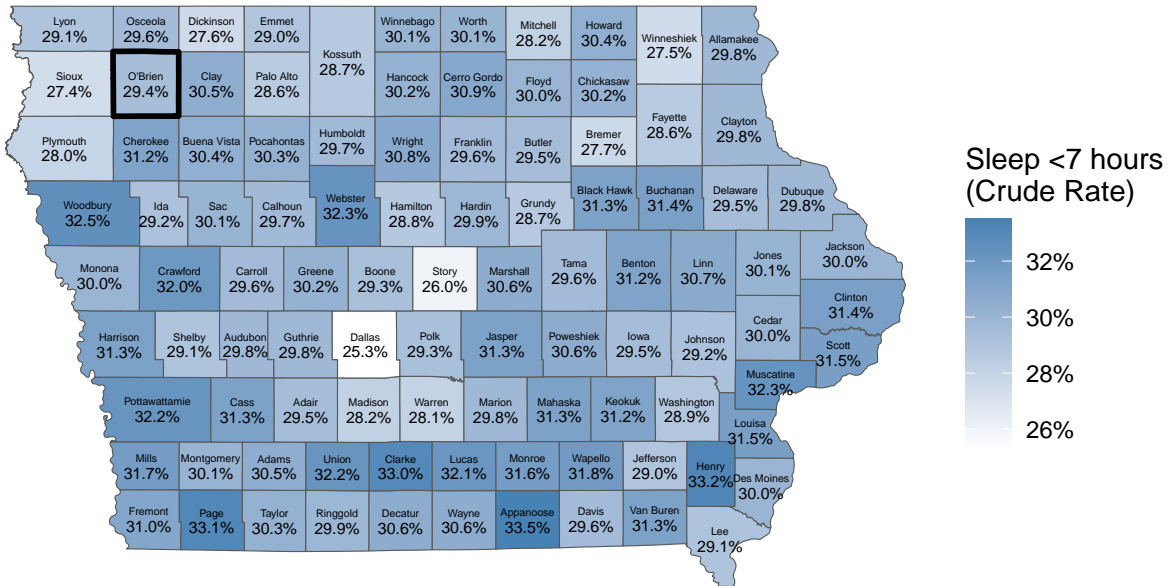 Lyon
29.1%
Osceola
29.6%
Dickinson
27.6%
Emmet
29.0%
Kossuth
28.7%
Winnebago
30.1%
Worth
30.1%
Mitchell
28.2%
Howard
30.4%
Winneshiek
27.5%
Allamakee
29.8%
Sioux
27.4%
O'Brien
29.4%
Clay
30.5%
Palo Alto
28.6%
Hancock
30.2%
Cerro Gordo
30.9%
Floyd
30.0%
Chickasaw
30.2%
Fayette
28.6%
Clayton
29.8%
Plymouth
28.0%
Cherokee
31.2%
Buena Vista
30.4%
Pocahontas
30.3%
Humboldt
29.7%
Wright
30.8%
Franklin
29.6%
Butler
29.5%
Bremer
27.7%
Woodbury
32.5%
Ida
29.2%
Sac
30.1%
Calhoun
29.7%
Webster
32.3%
Hamilton
28.8%
Hardin
29.9%
Grundy
28.7%
Black Hawk
31.3%
Buchanan
31.4%
Delaware
29.5%
Dubuque
29.8%
Monona
30.0%
Crawford
32.0%
Carroll
29.6%
Greene
30.2%
Boone
29.3%
Story
26.0%
Marshall
30.6%
Tama
29.6%
Benton
31.2%
Linn
30.7%
Jones
30.1%
Jackson
30.0%
Clinton
31.4%
Harrison
31.3%
Shelby
29.1%
Audubon
29.8%
Guthrie
29.8%
Dallas
25.3%
Polk
29.3%
Jasper
31.3%
Poweshiek
30.6%
Iowa
29.5%
Johnson
29.2%
Cedar
30.0%
Scott
31.5%
Muscatine
32.3%
Pottawattamie
32.2%
Cass
31.3%
Adair
29.5%
Madison
28.2%
Warren
28.1%
Marion
29.8%
Mahaska
31.3%
Keokuk
31.2%
Washington
28.9%
Louisa
31.5%
Mills
31.7%
Montgomery
30.1%
Adams
30.5%
Union
32.2%
Clarke
33.0%
Lucas
32.1%
Monroe
31.6%
Wapello
31.8%
Jefferson
29.0%
Henry
33.2%
Des Moines
30.0%
Fremont
31.0%
Page
33.1%
Taylor
30.3%
Ringgold
29.9%
Decatur
30.6%
Wayne
30.6%
Appanoose
33.5%
Davis
29.6%
Van Buren
31.3%
Lee
29.1%
Sleep <7 hours
(Crude Rate)
32%
30%
28%
26%